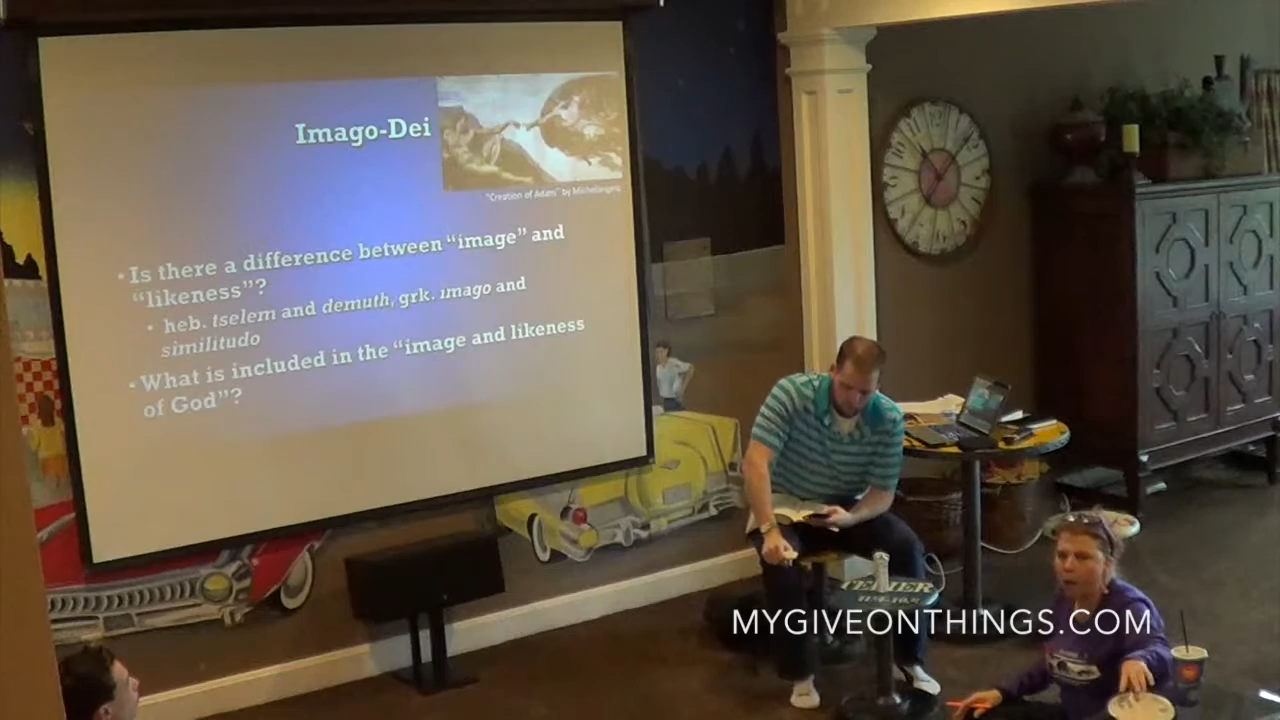 Imago-Dei
"Creation of Adam" by Michelangelo
• Is there a difference between "image" and
"likeness"?
• heb. tselem and demuth, grk. imago and
similitudo
• What is included in the "image and likeness
of God"?
MYGIVEONTHINGS.COM